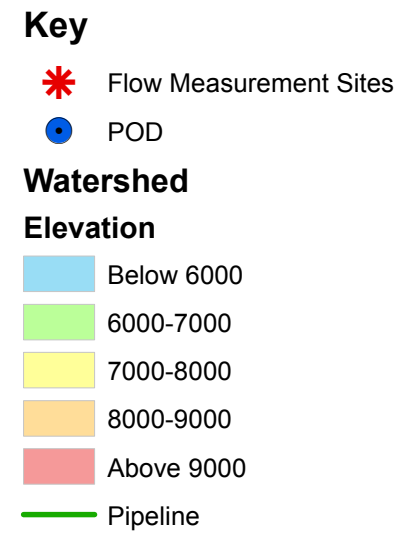 Key
Flow Measurement Sites
POD
Watershed
Elevation
Below 6000
6000-7000
7000-8000
8000-9000
Above 9000
Pipeline